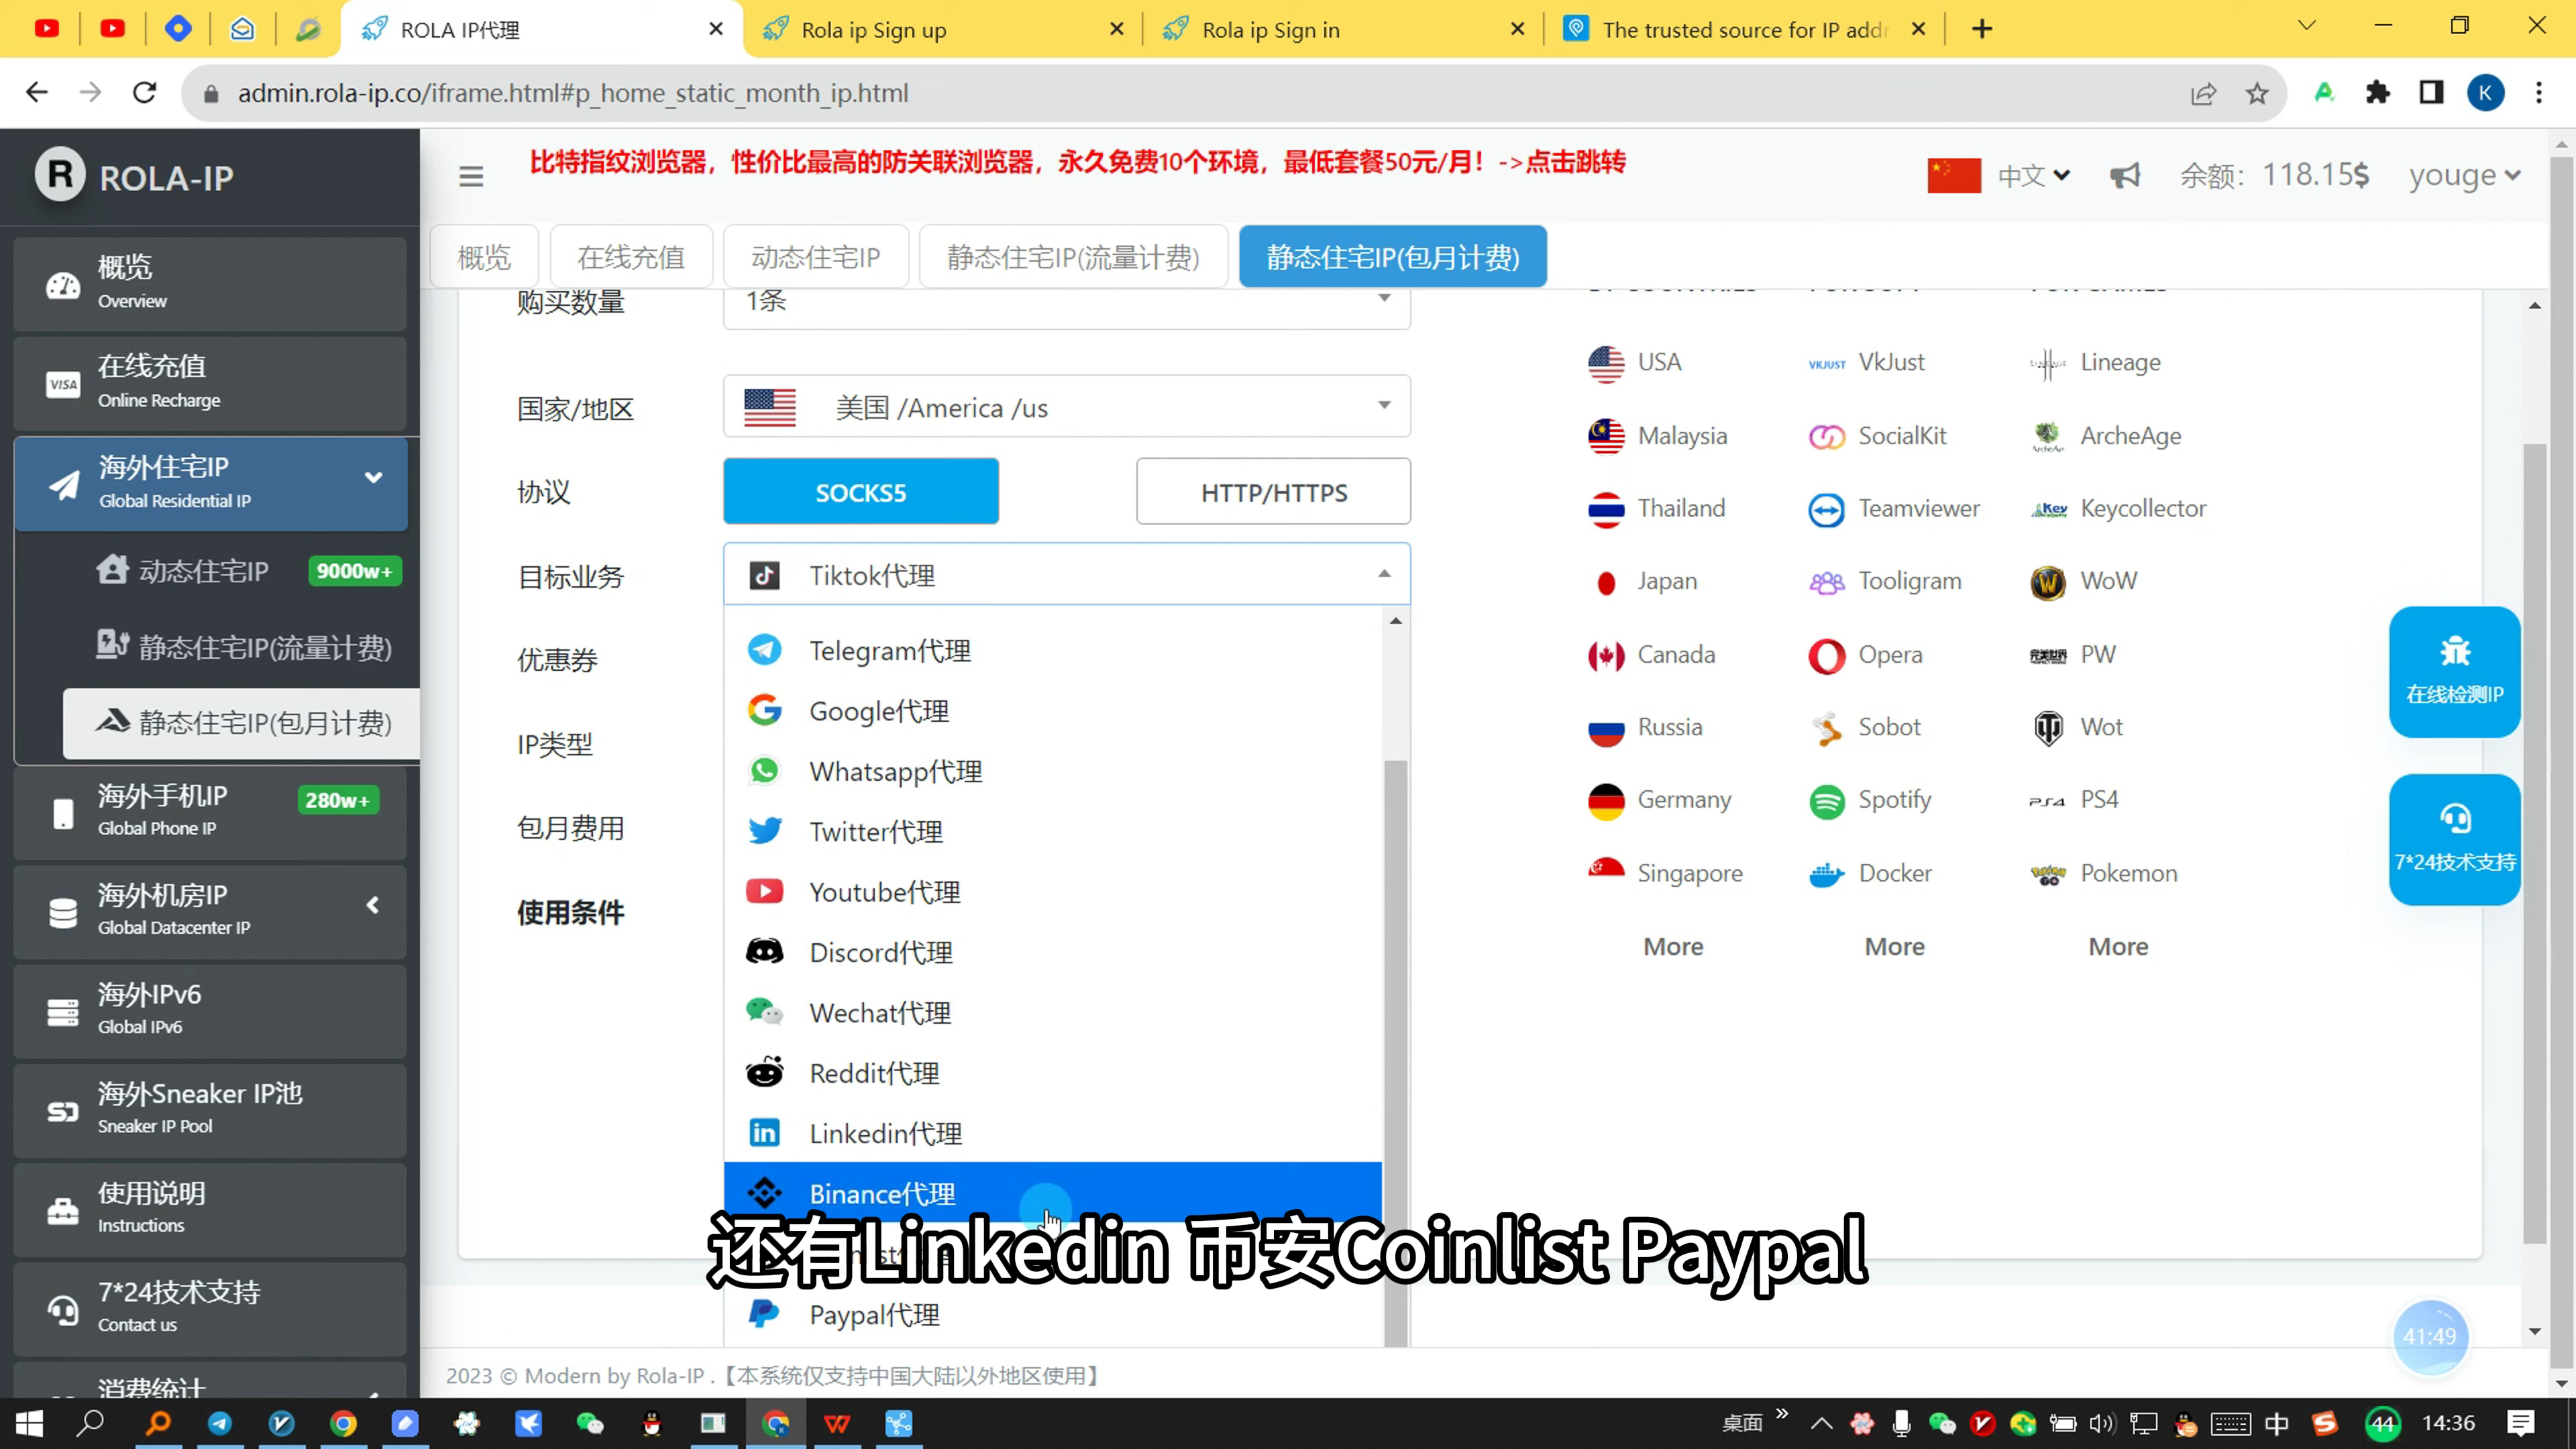 ROLA IP代理
Rola ip Sign up
Rola ip Sign in
The trusted source for IP addr
admin.rola-ip.co/iframe.html#p_home_static_month_ip.html
K
R ROLA-IP
比特指纹浏览器，性价比最高的防关联浏览器，永久免费10个环境，最低套餐50元/月！->点击跳转
中文
余额： 118.15$
youge
概览
在线充值
动态住宅IP
静态住宅IP(流量计费)
静态住宅IP(包月计费)
概览
Overview
VISA
在线充值
Online Recharge
海外住宅IP
Global Residential IP
动态住宅IP 9000w+
静态住宅IP(流量计费)
静态住宅IP(包月计费)
海外手机IP 280w+
Global Phone IP
海外机房IP
Global Datacenter IP
海外IPv6
Global IPv6
海外Sneaker IP池
Sneaker IP Pool
使用说明
Instructions
7*24技术支持
Contact us
消费统计
购买数量 1条
国家/地区 美国 /America /us
协议 SOCKS5 HTTP/HTTPS
目标业务 Tiktok代理
优惠券
IP类型
包月费用
使用条件
Telegram代理
Google代理
Whatsapp代理
Twitter代理
Youtube代理
Discord代理
Wechat代理
Reddit代理
Linkedin代理
Binance代理
Paypal代理
USA
Malaysia
Thailand
Japan
Canada
Russia
Germany
Singapore
More
VKJUST VkJust
SocialKit
Teamviewer
Tooligram
Opera
Sobot
Spotify
Docker
More
Lineage
ArcheAge
Key Keycollector
WoW
完美世界 PW
Wot
PS4 PS4
Pokemon
More
在线检测IP
7*24技术支持
还有Linkedin 币安Coinlist Paypal
41:49
2023 © Modern by Rola-IP .【本系统仅支持中国大陆以外地区使用】
桌面
中
44
14:36